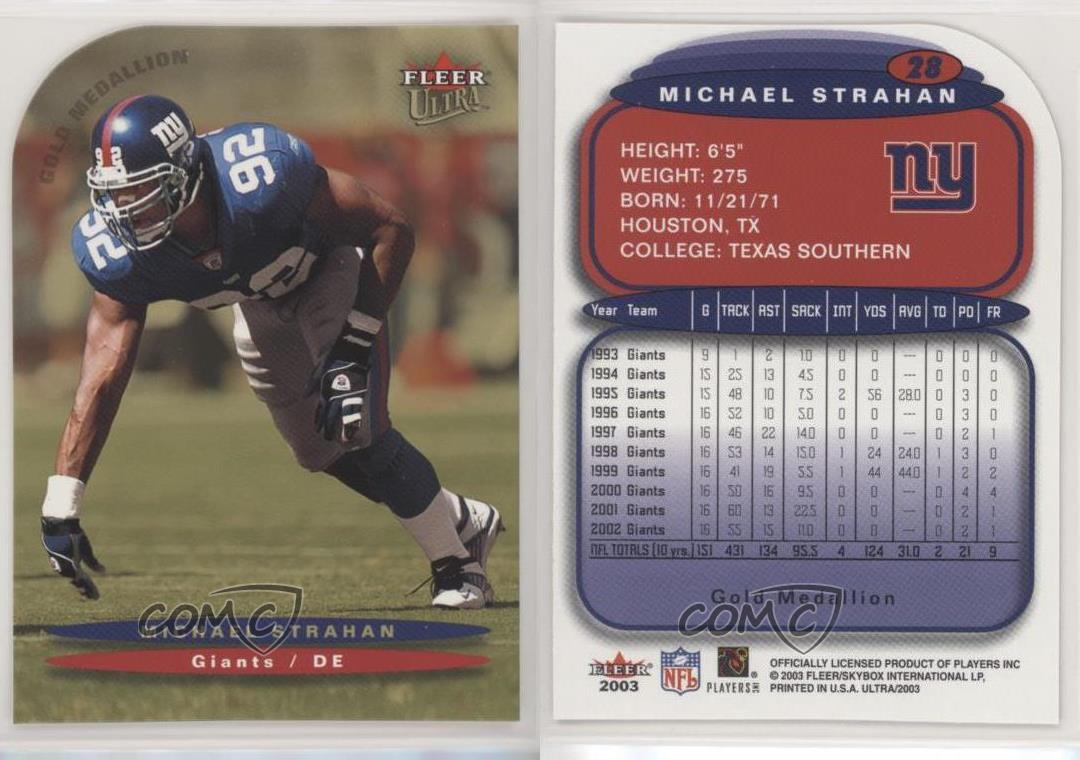 GOLD MEDALLION
FLEER
ULTRA
ny
92
92
92
COMC
MICHAEL STRAHAN
Giants / DE
28
MICHAEL STRAHAN
HEIGHT: 6'5"
WEIGHT: 275
BORN: 11/21/71
HOUSTON, TX
COLLEGE: TEXAS SOUTHERN
ny
Year Team G TACK AST SACK INT YDS AVG TD PD FR
1993 Giants 9 1 2 1.0 0 0 --- 0 0 0
1994 Giants 15 25 13 4.5 0 0 --- 0 0 0
1995 Giants 15 48 10 7.5 2 56 28.0 0 3 0
1996 Giants 16 52 10 5.0 0 0 --- 0 3 0
1997 Giants 16 46 22 14.0 0 0 --- 0 2 1
1998 Giants 16 53 14 15.0 1 24 24.0 1 3 0
1999 Giants 16 41 19 5.5 1 44 44.0 1 2 2
2000 Giants 16 50 16 9.5 0 0 --- 0 4 4
2001 Giants 16 60 13 22.5 0 0 --- 0 2 1
2002 Giants 16 55 15 11.0 0 0 --- 0 2 1
NFL TOTALS (10 yrs.) 151 431 134 95.5 4 124 31.0 2 21 9
Gold Medallion
COMC
FLEER
2003
NFL
PLAYERS INC
OFFICIALLY LICENSED PRODUCT OF PLAYERS INC
© 2003 FLEER/SKYBOX INTERNATIONAL LP,
PRINTED IN U.S.A. ULTRA/2003